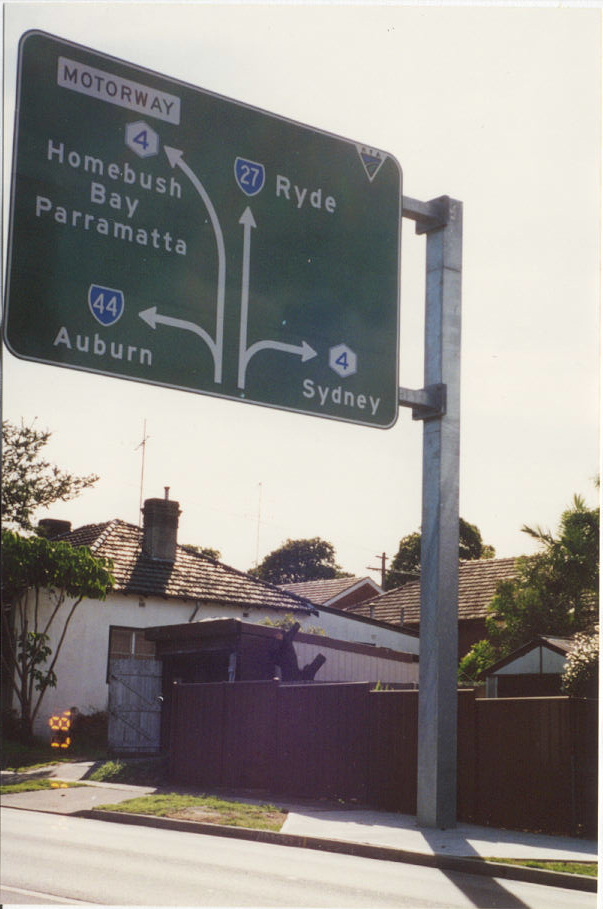 MOTORWAY
4
Homebush
Bay
Parramatta
27 Ryde
44
Auburn
4
Sydney